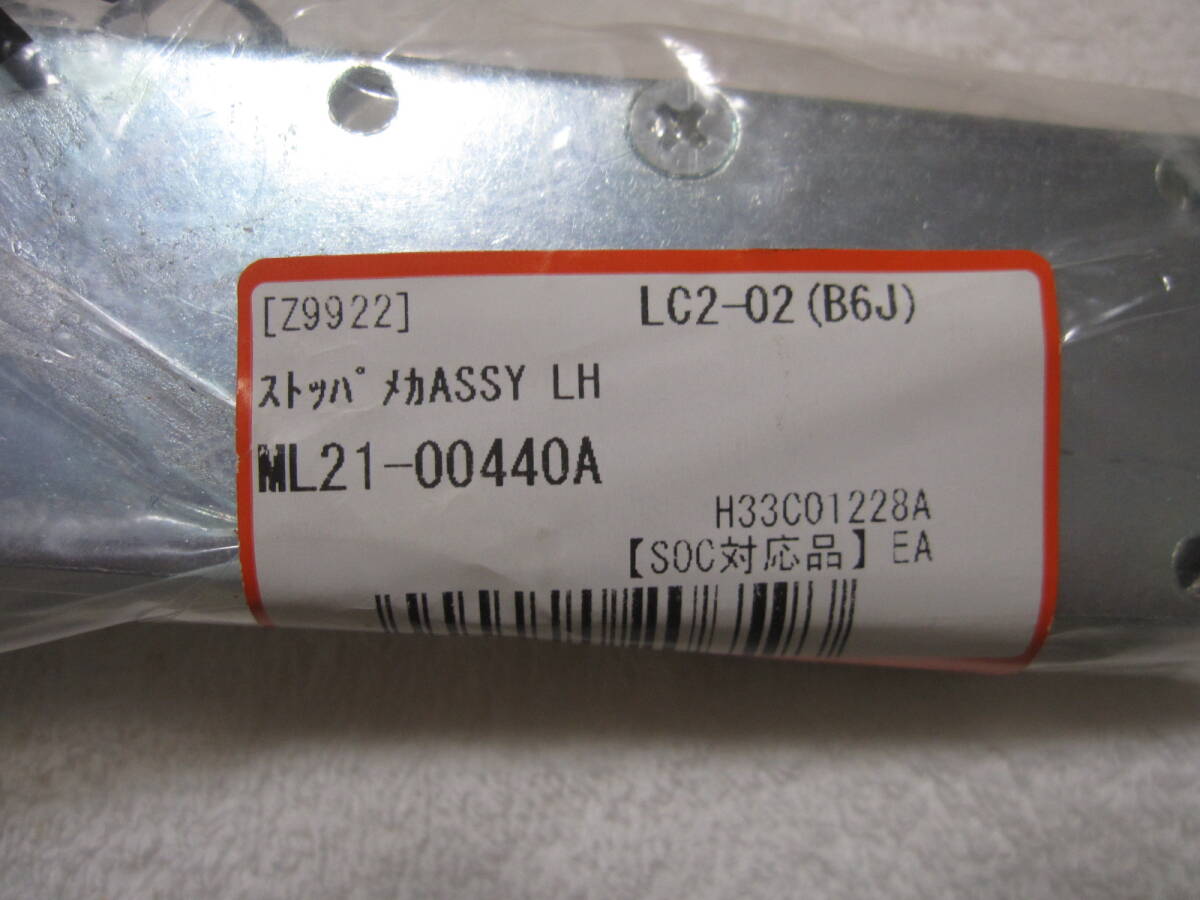 [Z9922] LC2-02(B6J)
ｽﾄｯﾊﾟ ﾒｶASSY LH
ML21-00440A
H33C01228A
【SOC対応品】 EA